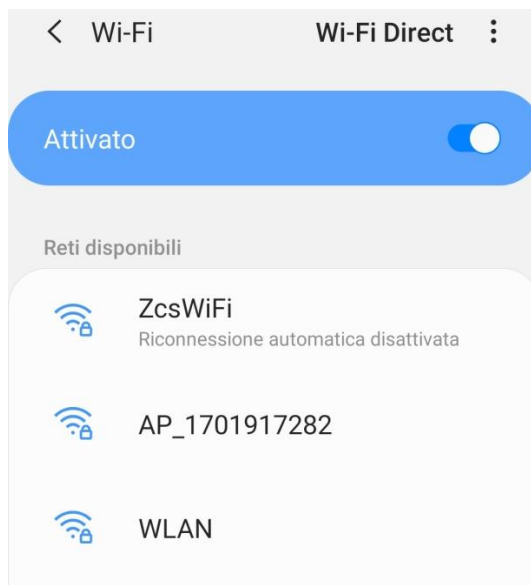 Wi-Fi Wi-Fi Direct
Attivato
Reti disponibili
ZcsWiFi
Riconnessione automatica disattivata
AP_1701917282
WLAN